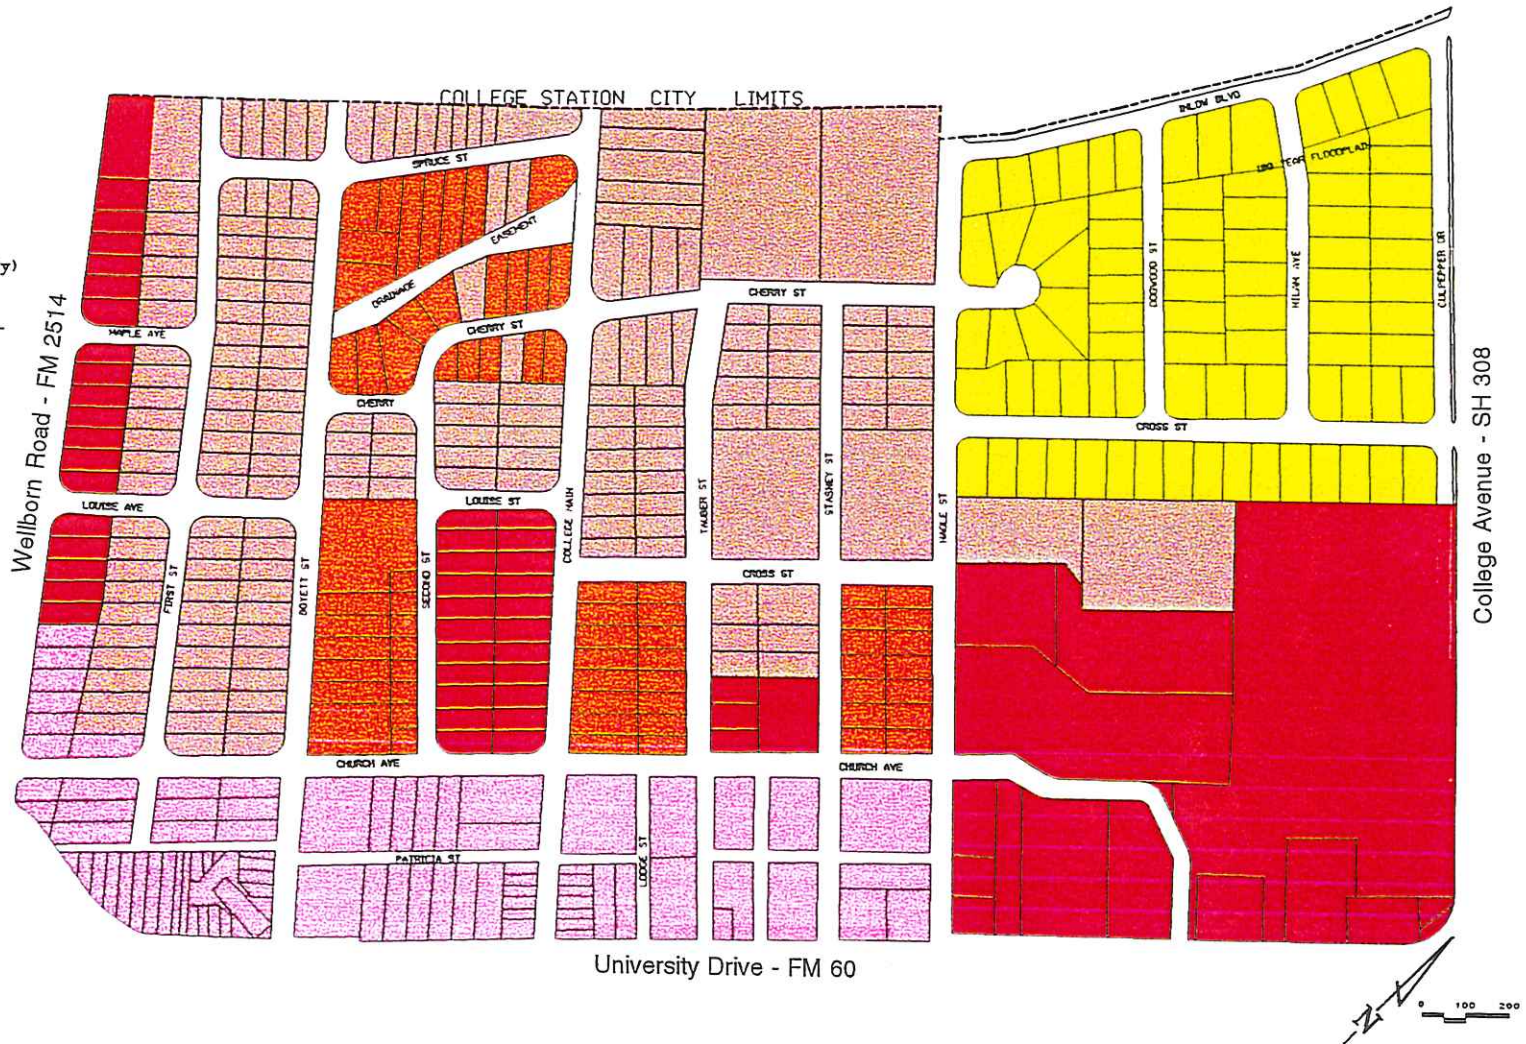 COLLEGE STATION CITY LIMITS
INLOW BLVD
SPRUCE ST
100 YEAR FLOODPLAIN
EASEMENT
DRAINAGE
y)
DOGWOOD ST
MILAM AVE
CULPEPPER DR
CHERRY ST
CHERRY ST
MAPLE AVE
Wellborn Road - FM 2514
CHERRY
CROSS ST
College Avenue - SH 308
LOUISE AVE
LOUISE ST
COLLEGE MAIN
TAUBER ST
STASNEY ST
NAGLE ST
FIRST ST
BOYETT ST
SECOND ST
CROSS ST
CHURCH AVE
CHURCH AVE
PATRICIA ST
LODGE ST
University Drive - FM 60
N
0 100 200